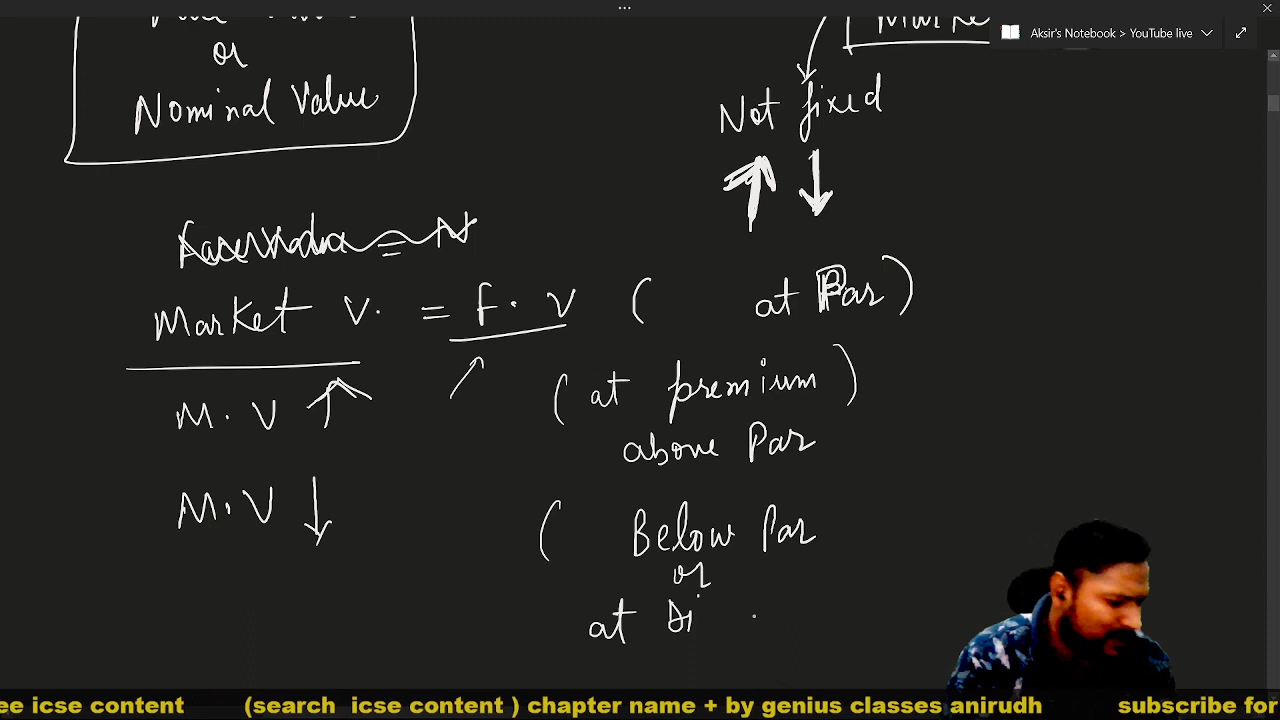 or
Nominal Value
Aksir's Notebook > YouTube live
Not fixed
Market V. = F. V ( at Par)
M. V ↑ (at premium)
above Par
M. V ↓ ( Below Par
or
at Di
ee icse content (search icse content ) chapter name + by genius classes anirudh subscribe for